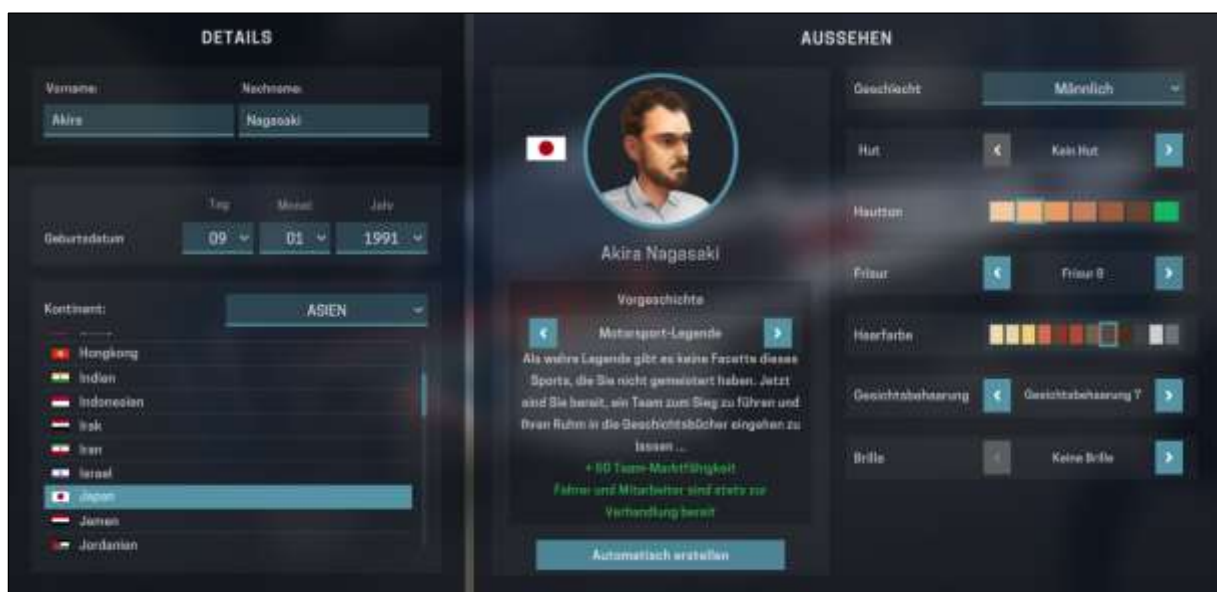 DETAILS
Vorname:
Nachname:
Akira
Nagasaki
Tag
Monat
Jahr
Geburtsdatum
09
01
1991
Kontinent:
ASIEN
Hongkong
Indien
Indonesien
Irak
Iran
Israel
Japan
Jemen
Jordanien
AUSSEHEN
Akira Nagasaki
Vorgeschichte
Motorsport-Legende
Als wahre Legende gibt es keine Facette dieses
Sports, die Sie nicht gemeistert haben. Jetzt
sind Sie bereit, ein Team zum Sieg zu führen und
Ihren Ruhm in die Geschichtsbücher eingehen zu
lassen ...
Team-Marktfähigkeit
Fahrer und Mitarbeiter sind stets zur
Verhandlung bereit
Automatisch erstellen
Geschlecht
Männlich
Hut
Kein Hut
Hautton
Frisur
Frisur
Haarfarbe
Gesichtsbehaarung
Gesichtsbehaarung 7
Brille
Keine Brille